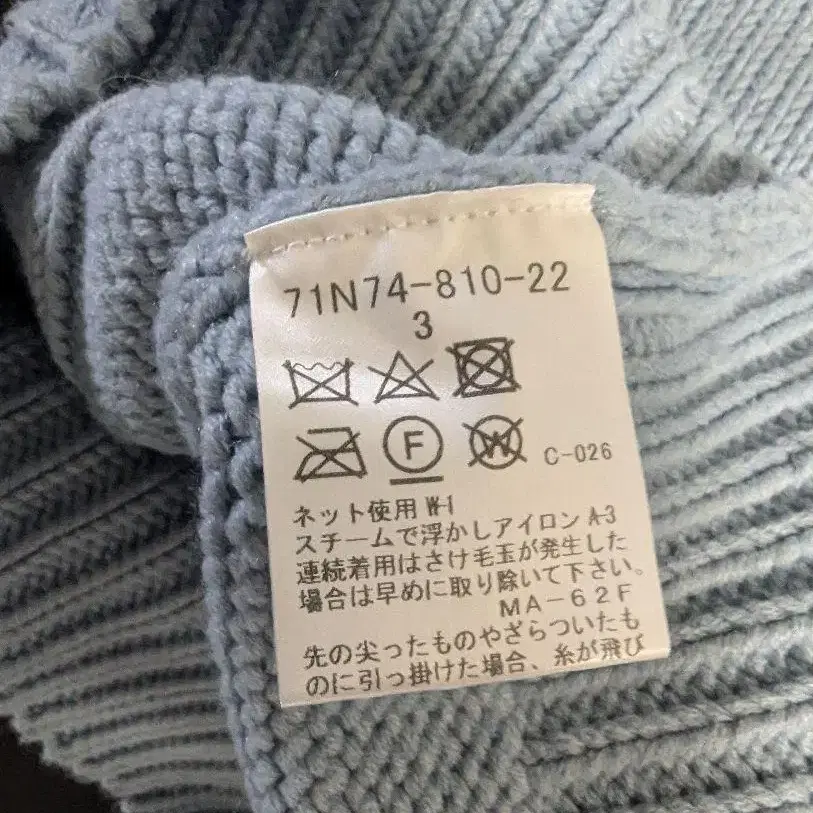 71N74-810-22
3
F
W
C-026
ネット使用 W-1
スチームで浮かしアイロン A-3
連続着用はさけ毛玉が発生した
場合は早めに取り除いて下さい。
MA-62F
先の尖ったものやざらついたも
のに引っ掛けた場合、糸が飛び